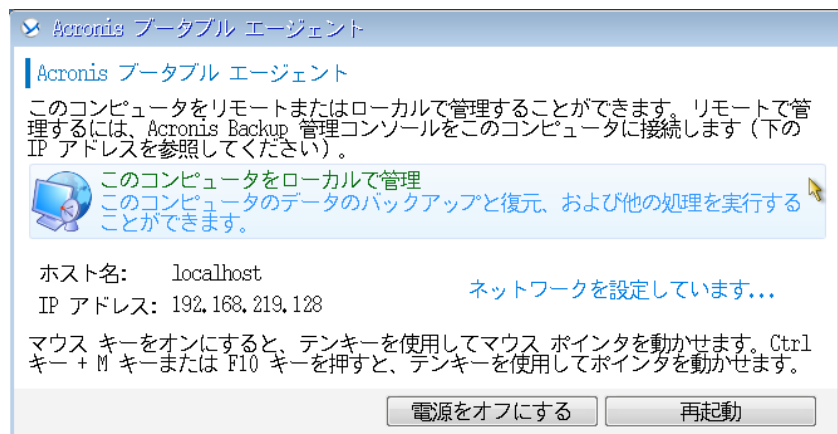 Acronis ブータブル エージェント
Acronis ブータブル エージェント
このコンピュータをリモートまたはローカルで管理することができます。リモートで管
理するには、Acronis Backup 管理コンソールをこのコンピュータに接続します（下の
IP アドレスを参照してください）。
このコンピュータをローカルで管理
このコンピュータのデータのバックアップと復元、および他の処理を実行する
ことができます。
ホスト名: localhost
ネットワークを設定しています...
IP アドレス: 192.168.219.128
マウス キーをオンにすると、テンキーを使用してマウス ポインタを動かせます。Ctrl
キー + M キーまたは F10 キーを押すと、テンキーを使用してポインタを動かせます。
電源をオフにする 再起動